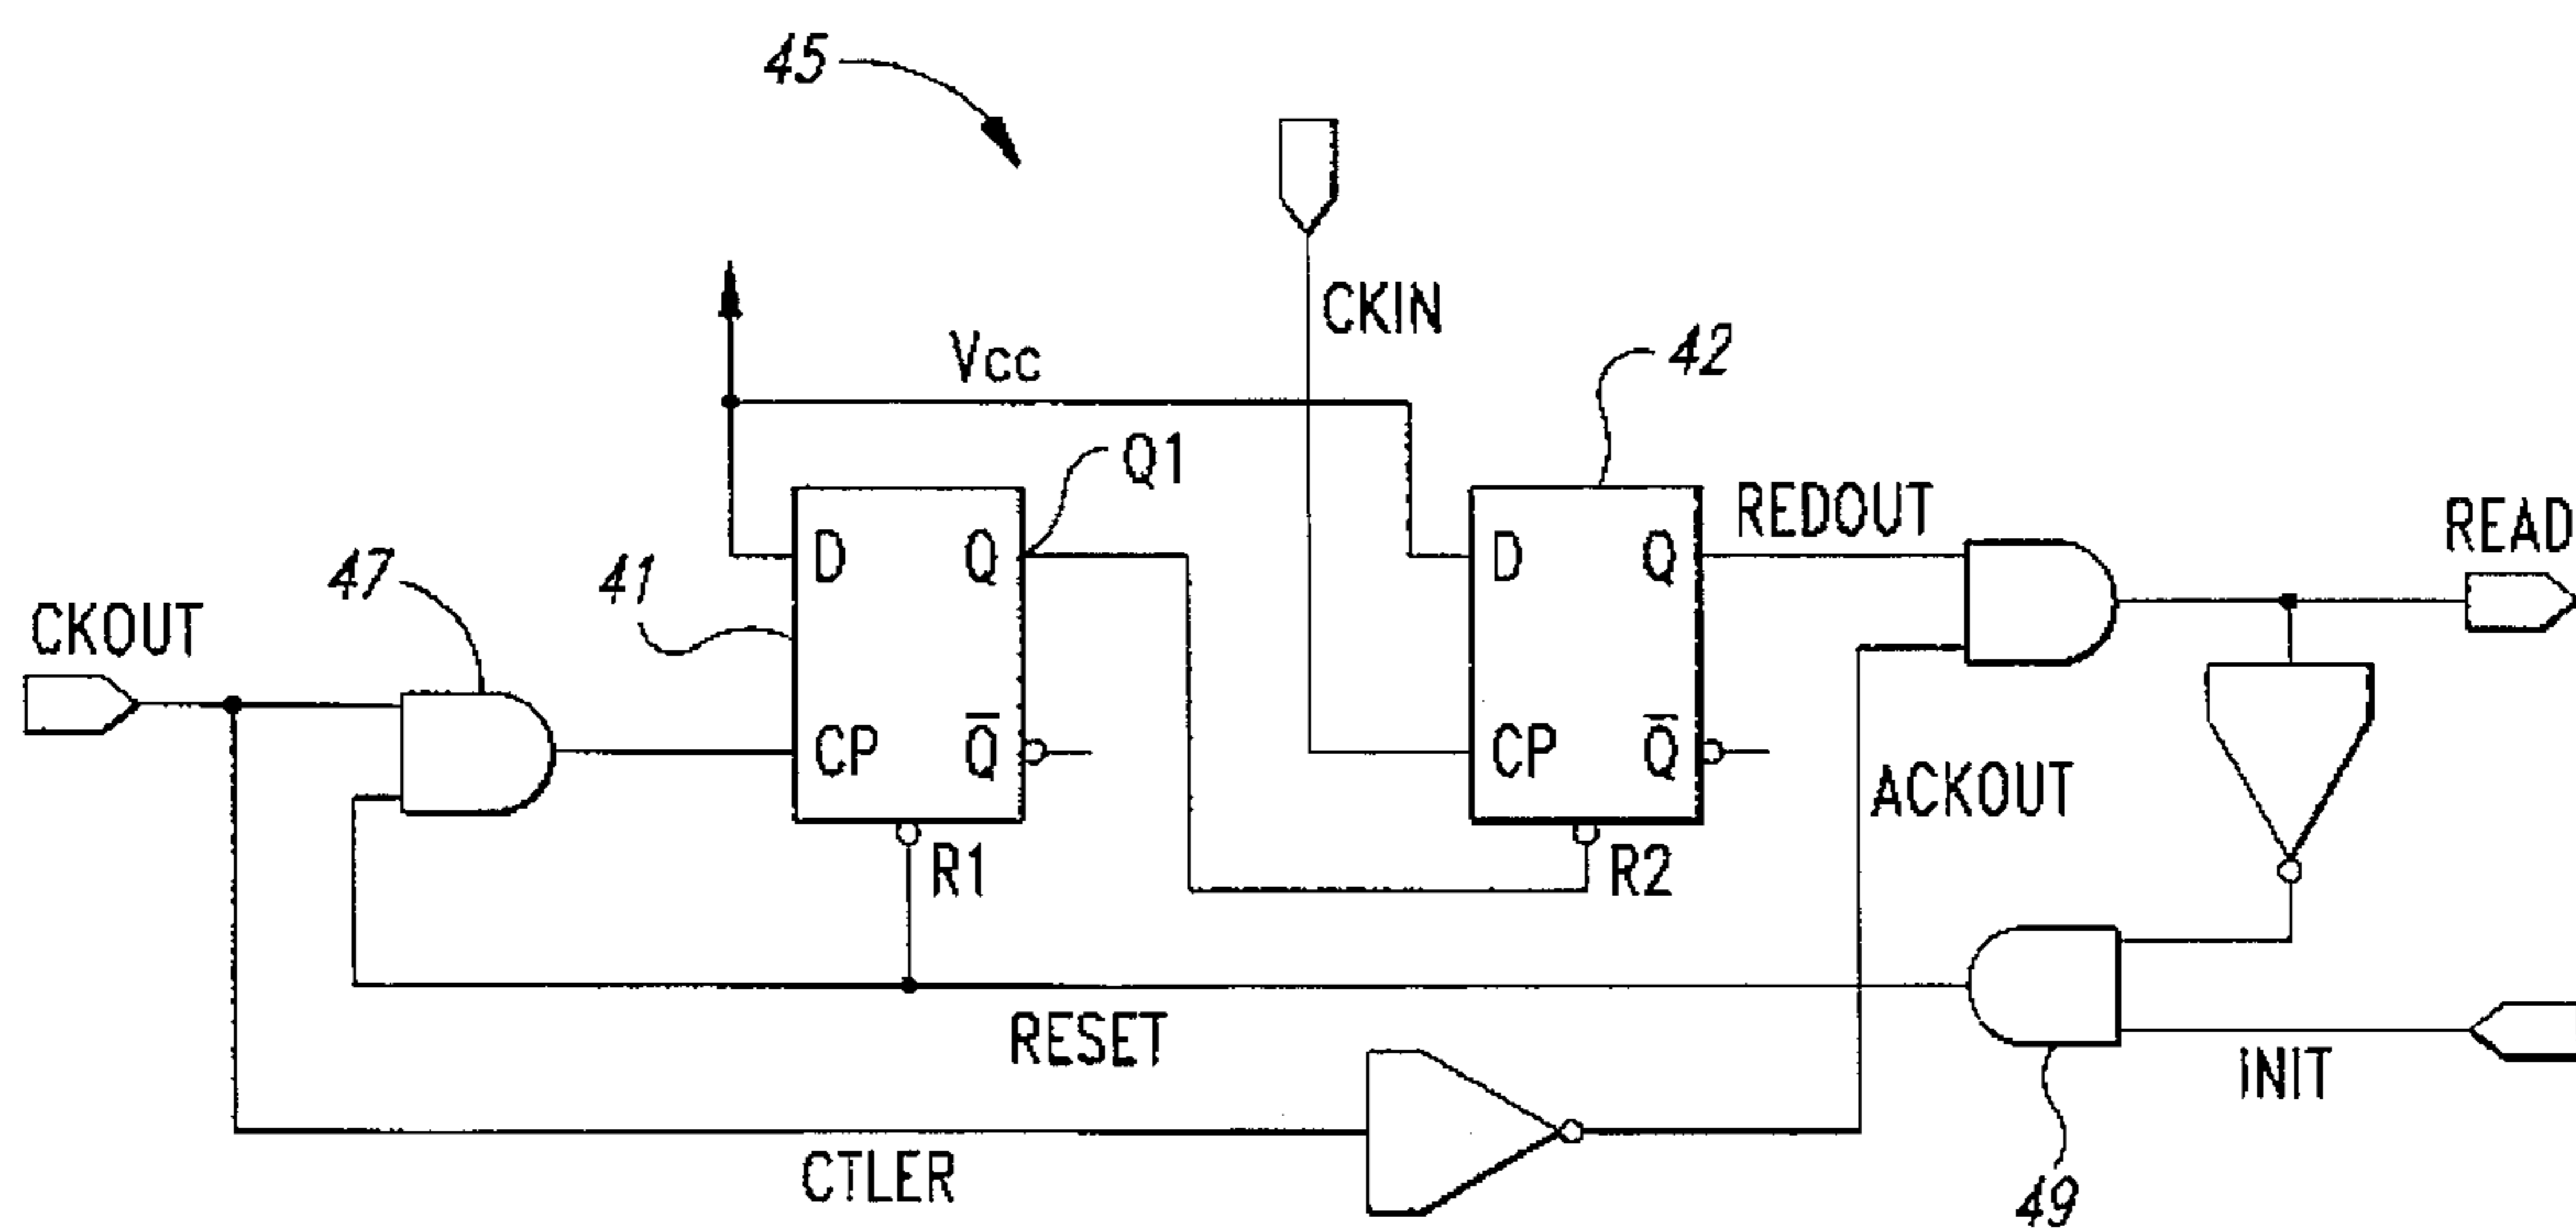 45
CKIN
Vcc
42
Q1
REDOUT
READ
47
41
D
Q
D
Q
CKOUT
CP
Q̅
CP
Q̅
ACKOUT
R1
R2
RESET
INIT
CTLER
49